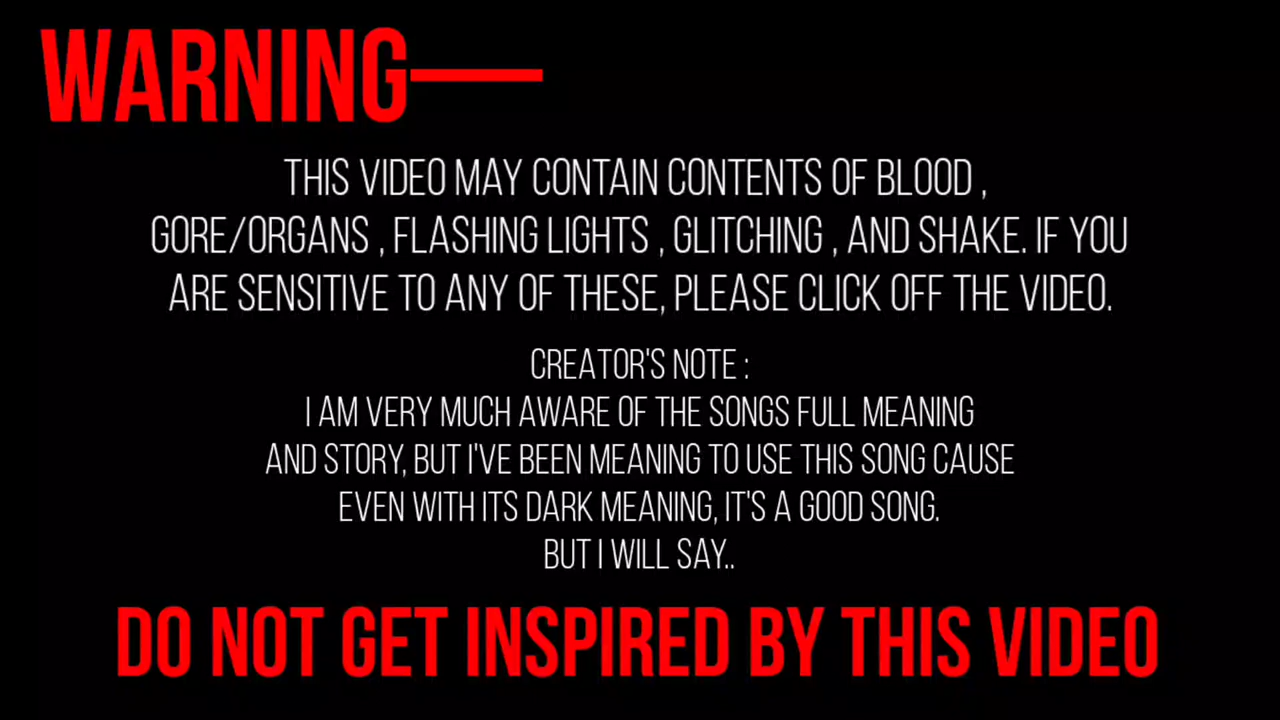 WARNING—
THIS VIDEO MAY CONTAIN CONTENTS OF BLOOD ,
GORE/ORGANS , FLASHING LIGHTS , GLITCHING , AND SHAKE. IF YOU
ARE SENSITIVE TO ANY OF THESE, PLEASE CLICK OFF THE VIDEO.
CREATOR'S NOTE :
I AM VERY MUCH AWARE OF THE SONGS FULL MEANING
AND STORY, BUT I'VE BEEN MEANING TO USE THIS SONG CAUSE
EVEN WITH ITS DARK MEANING, IT'S A GOOD SONG.
BUT I WILL SAY..
DO NOT GET INSPIRED BY THIS VIDEO